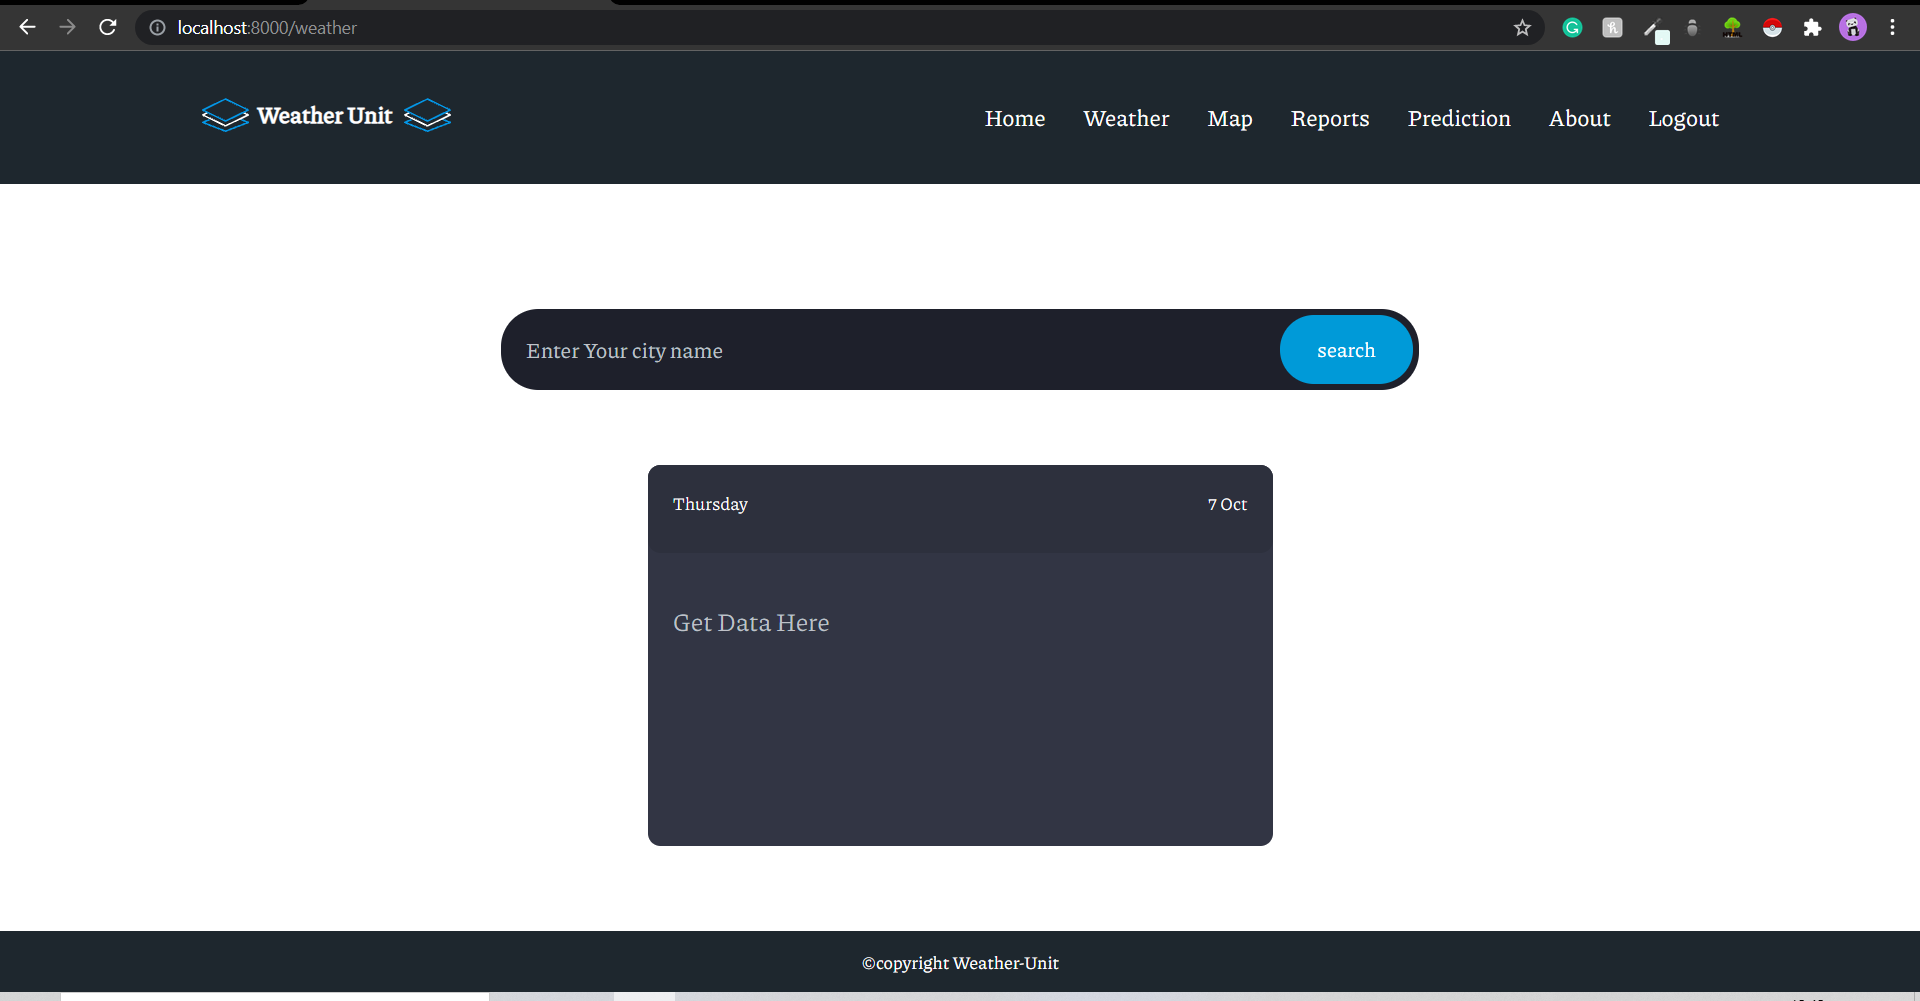 localhost:8000/weather
Weather Unit
Home Weather Map Reports Prediction About Logout
Enter Your city name
search
Thursday
7 Oct
Get Data Here
©copyright Weather-Unit